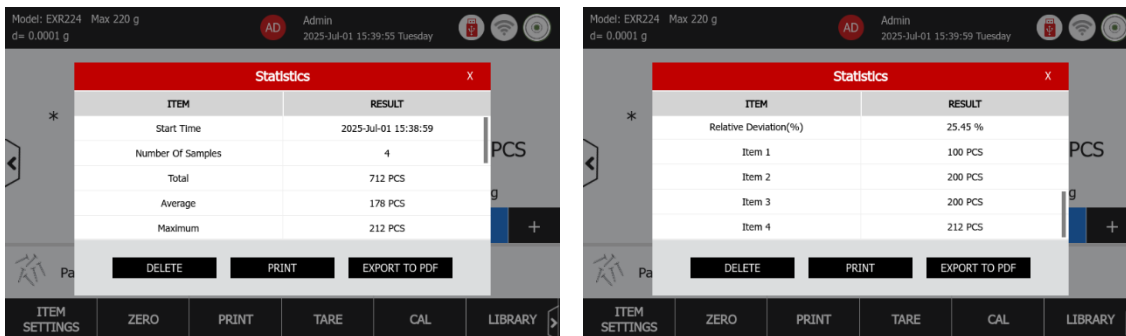 Model: EXR224 Max 220 g
d= 0.0001 g
AD
Admin
2025-Jul-01 15:39:55 Tuesday
Statistics X
ITEM RESULT
Start Time 2025-Jul-01 15:38:59
Number Of Samples 4
Total 712 PCS
Average 178 PCS
Maximum 212 PCS
DELETE PRINT EXPORT TO PDF
*
PCS
g
+
Pa
ITEM SETTINGS ZERO PRINT TARE CAL LIBRARY
Model: EXR224 Max 220 g
d= 0.0001 g
AD
Admin
2025-Jul-01 15:39:59 Tuesday
Statistics X
ITEM RESULT
Relative Deviation(%) 25.45 %
Item 1 100 PCS
Item 2 200 PCS
Item 3 200 PCS
Item 4 212 PCS
DELETE PRINT EXPORT TO PDF
*
PCS
g
+
Pa
ITEM SETTINGS ZERO PRINT TARE CAL LIBRARY